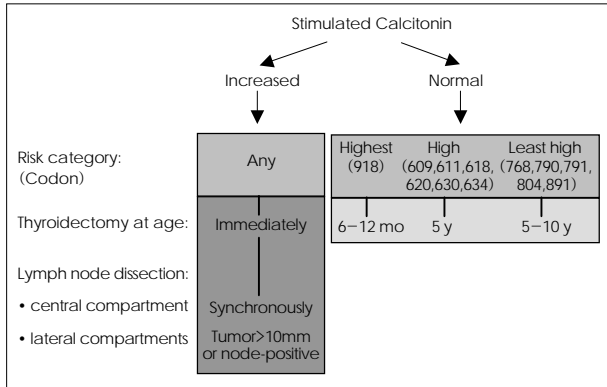 Stimulated Calcitonin
Increased
Normal
Risk category:
(Codon)
Any
Highest
(918)
High
(609,611,618,
620,630,634)
Least high
(768,790,791,
804,891)
Thyroidectomy at age:
Immediately
6–12 mo
5 y
5–10 y
Lymph node dissection:
• central compartment
Synchronously
• lateral compartments
Tumor>10mm
or node-positive